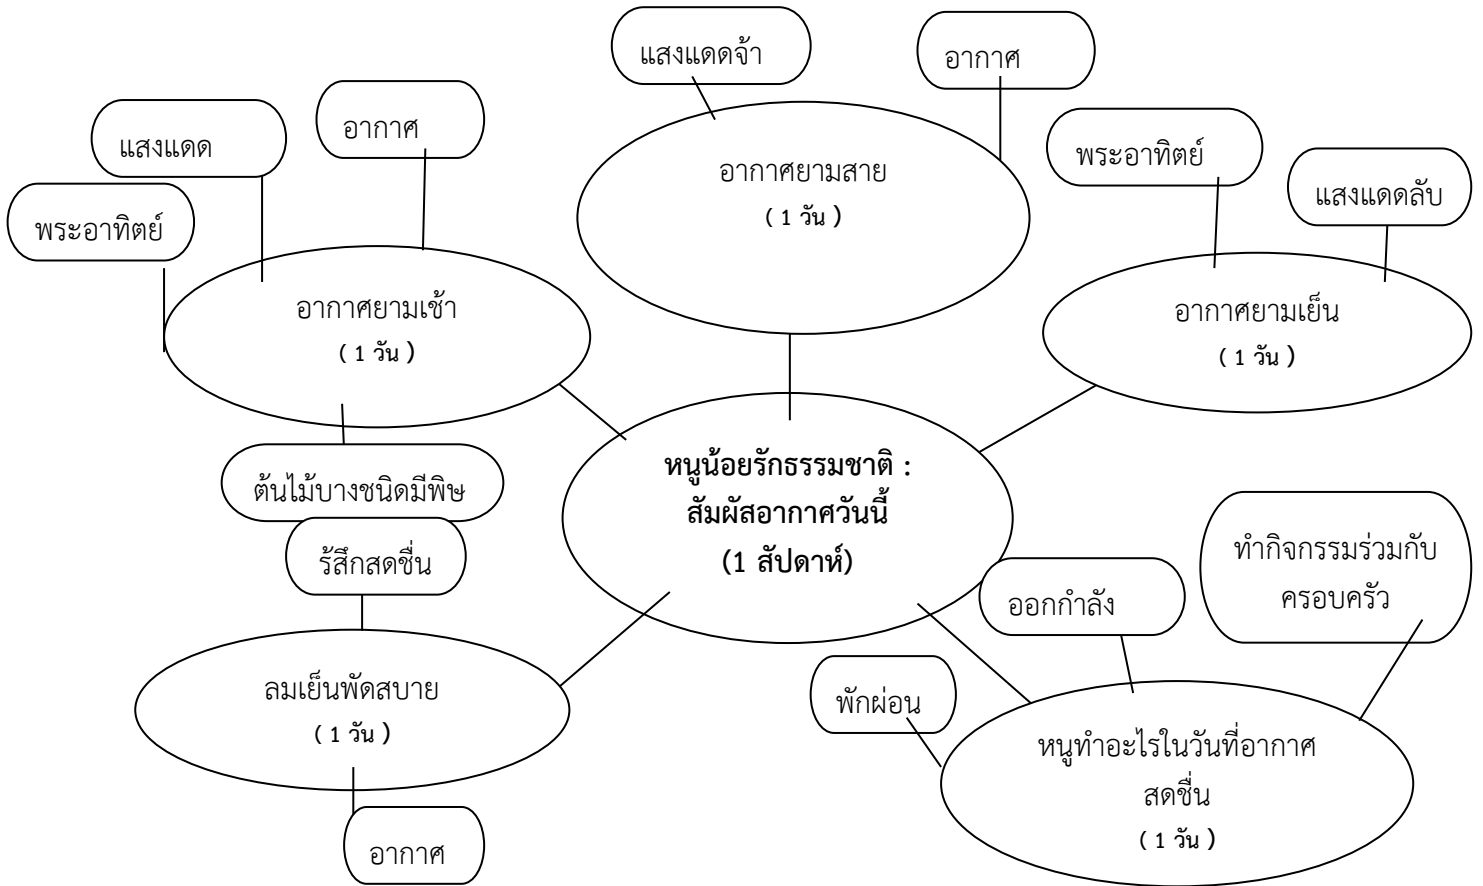 แสงแดดจ้า
อากาศ
อากาศ
แสงแดด
พระอาทิตย์
พระอาทิตย์
แสงแดดลับ
อากาศยามสาย
( 1 วัน )
อากาศยามเช้า
( 1 วัน )
อากาศยามเย็น
( 1 วัน )
หนูน้อยรักธรรมชาติ :
สัมผัสอากาศวันนี้
(1 สัปดาห์)
ต้นไม้บางชนิดมีพิษ
ร้สึกสดชื่น
ลมเย็นพัดสบาย
( 1 วัน )
อากาศ
ออกกำลัง
ทำกิจกรรมร่วมกับ
ครอบครัว
พักผ่อน
หนูทำอะไรในวันที่อากาศ
สดชื่น
( 1 วัน )